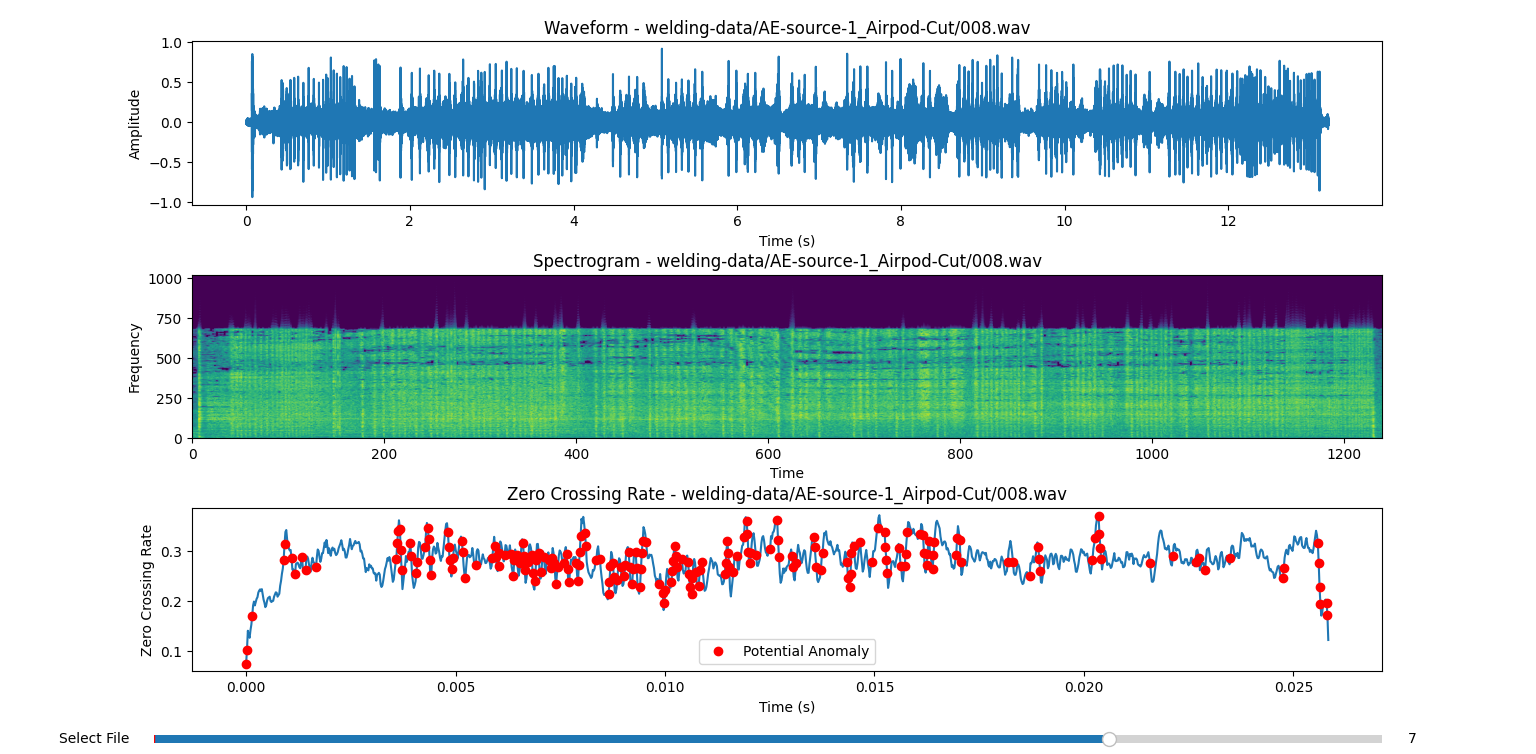 Waveform - welding-data/AE-source-1_Airpod-Cut/008.wav
1.0
0.5
0.0
−0.5
−1.0
Amplitude
0 2 4 6 8 10 12
Time (s)
Spectrogram - welding-data/AE-source-1_Airpod-Cut/008.wav
1000
750
500
250
0
Frequency
0 200 400 600 800 1000 1200
Time
Zero Crossing Rate - welding-data/AE-source-1_Airpod-Cut/008.wav
0.3
0.2
0.1
Zero Crossing Rate
Potential Anomaly
0.000 0.005 0.010 0.015 0.020 0.025
Time (s)
Select File 7